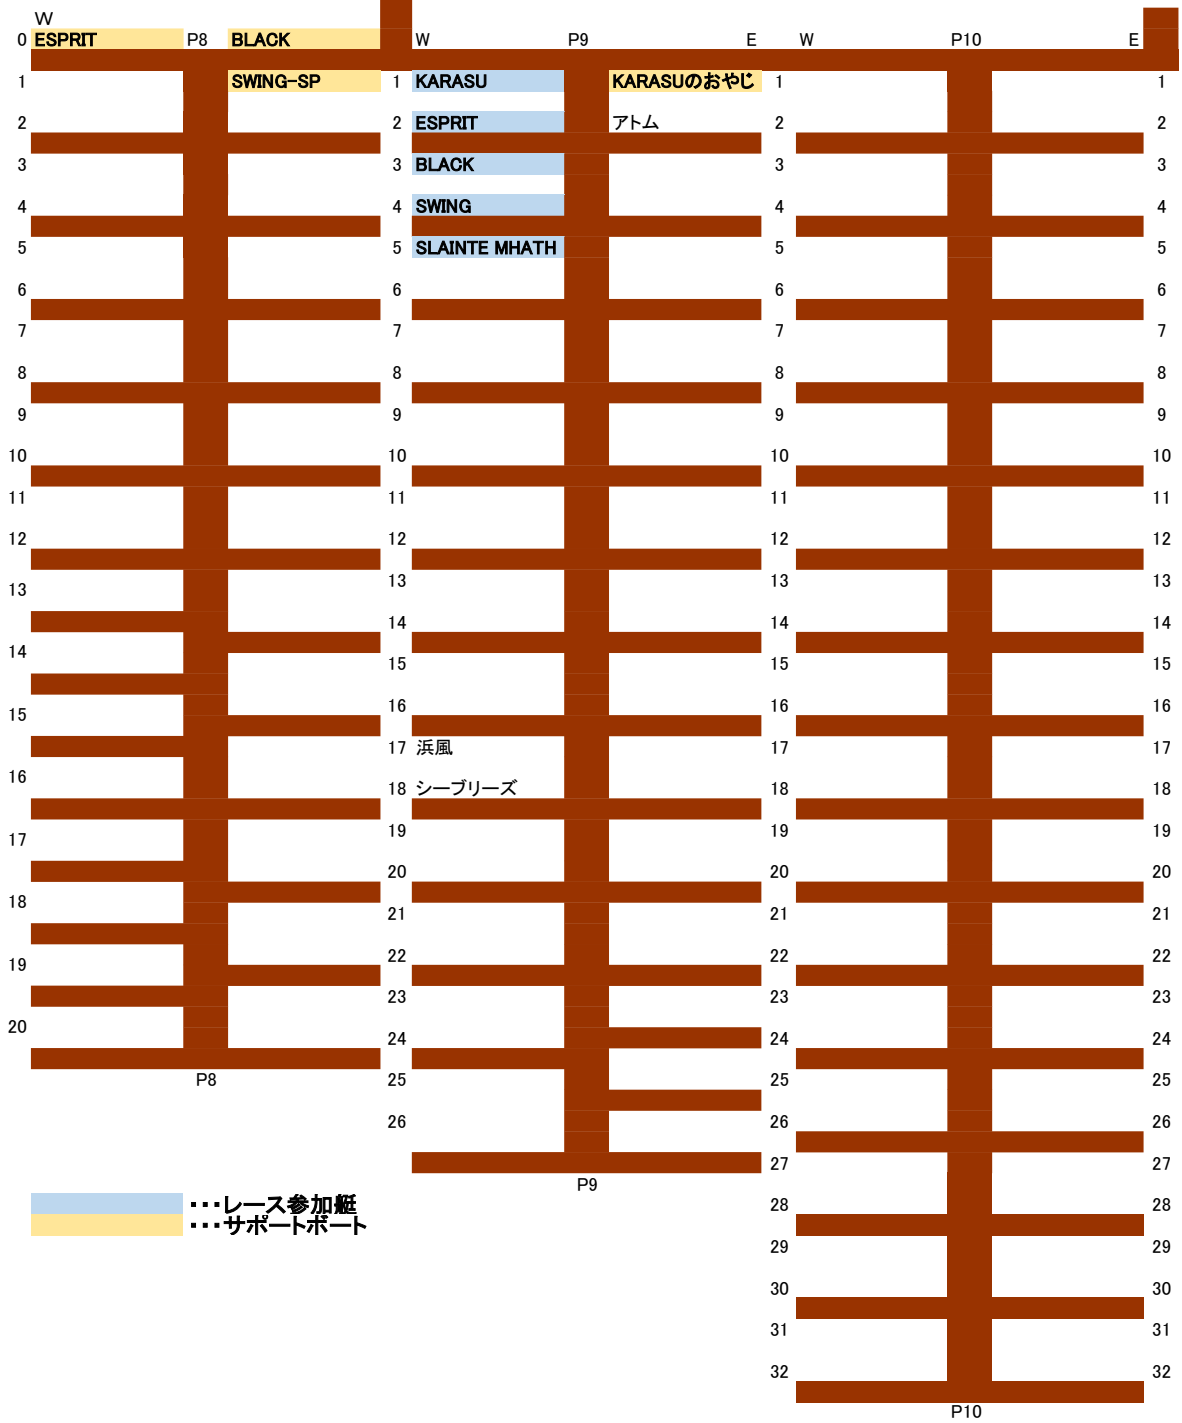 W
0 ESPRIT P8 BLACK W P9 E W P10 E
1 SWING-SP 1 KARASU KARASUのおやじ 1 1
2 2 ESPRIT アトム 2 2
3 3 BLACK 3 3
4 4 SWING 4 4
5 5 SLAINTE MHATH 5 5
6 6 6 6
7 7 7 7
8 8 8 8
9 9 9 9
10 10 10 10
11 11 11 11
12 12 12 12
13 13 13 13
14 14 14
14
15 15 15
15 16 16 16
17 浜風 17 17
16 18 シーブリーズ 18 18
17 19 19 19
20 20 20
18 21 21 21
19 22 22 22
23 23 23
20 24 24 24
P8 25 25 25
26 26 26
27 27
P9
・・・レース参加艇 28 28
・・・サポートボート
29 29
30 30
31 31
32 32
P10